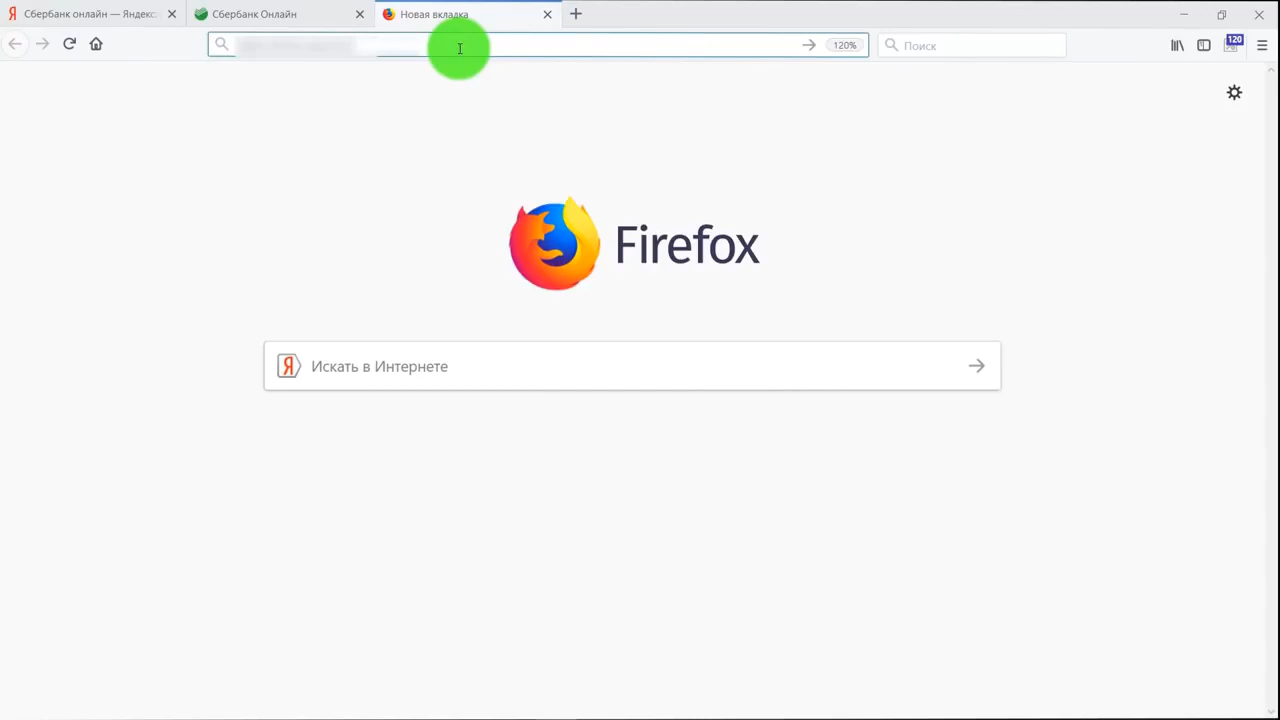 Сбербанк онлайн — Яндекс
Сбербанк Онлайн
Новая вкладка
120%
Поиск
120
Firefox
Я
Искать в Интернете